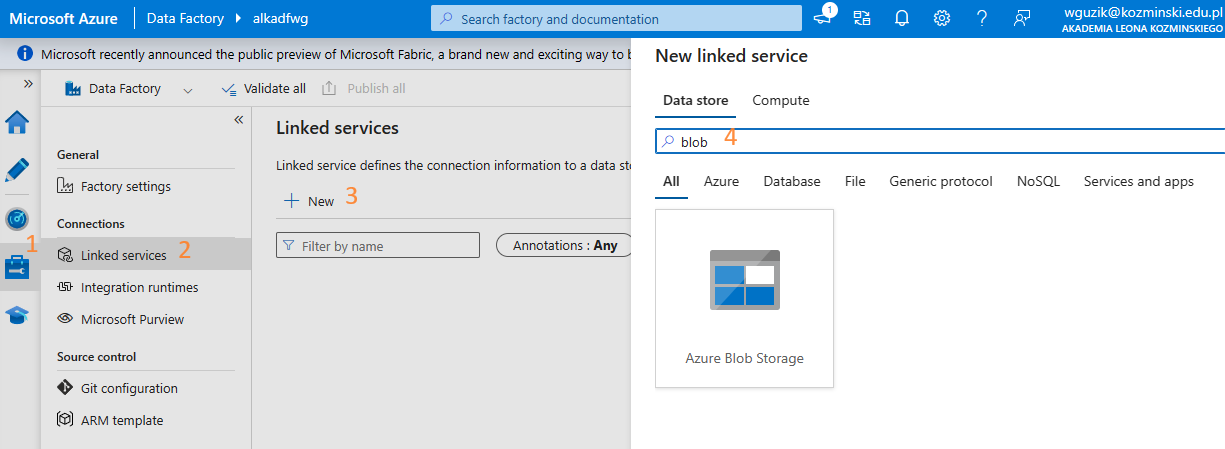 Microsoft Azure
Data Factory
alkadfwg
Search factory and documentation
1
wguzik@kozminski.edu.pl
AKADEMIA LEONA KOZMINSKIEGO
Microsoft recently announced the public preview of Microsoft Fabric, a brand new and exciting way to b
Data Factory
Validate all
Publish all
General
Factory settings
Connections
1
Linked services 2
Integration runtimes
Microsoft Purview
Source control
Git configuration
ARM template
Linked services
Linked service defines the connection information to a data sto
New 3
Filter by name
Annotations : Any
New linked service
Data store
Compute
blob 4
All
Azure
Database
File
Generic protocol
NoSQL
Services and apps
Azure Blob Storage